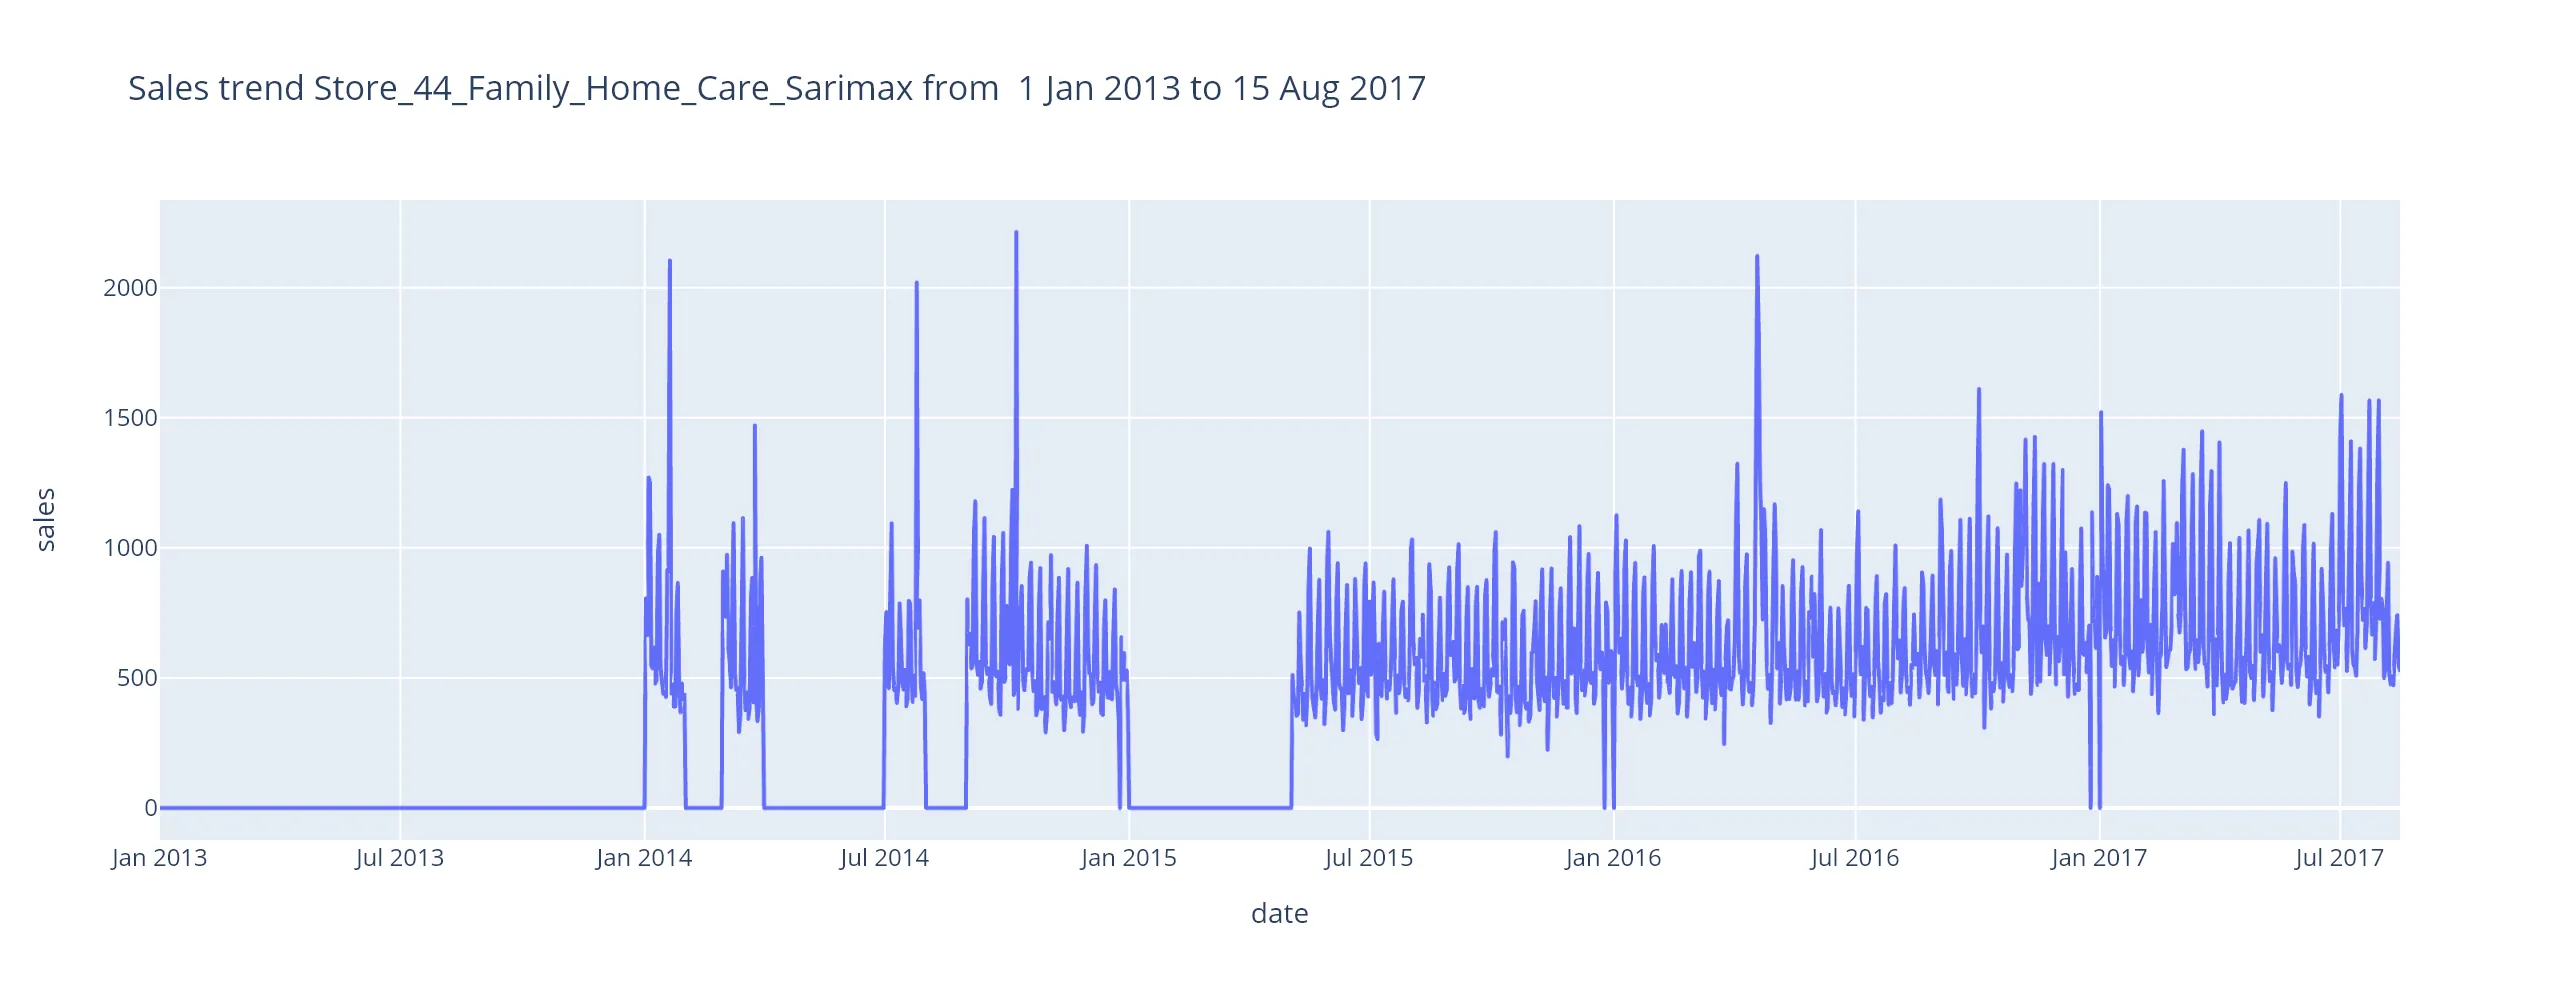 Sales trend Store_44_Family_Home_Care_Sarimax from  1 Jan 2013 to 15 Aug 2017
2000
1500
1000
500
0
sales
Jan 2013 Jul 2013 Jan 2014 Jul 2014 Jan 2015 Jul 2015 Jan 2016 Jul 2016 Jan 2017 Jul 2017
date